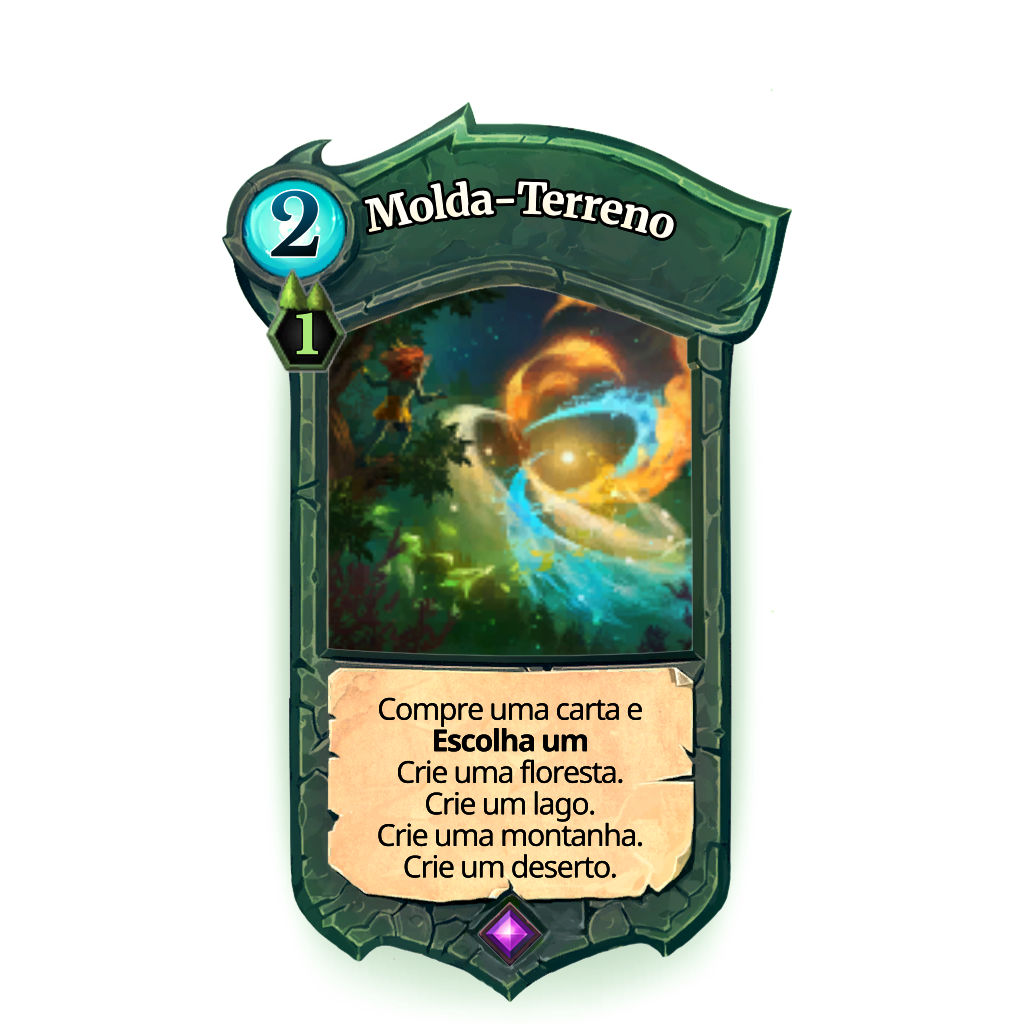 2
Molda-Terreno
1
Compre uma carta e
Escolha um
Crie uma floresta.
Crie um lago.
Crie uma montanha.
Crie um deserto.